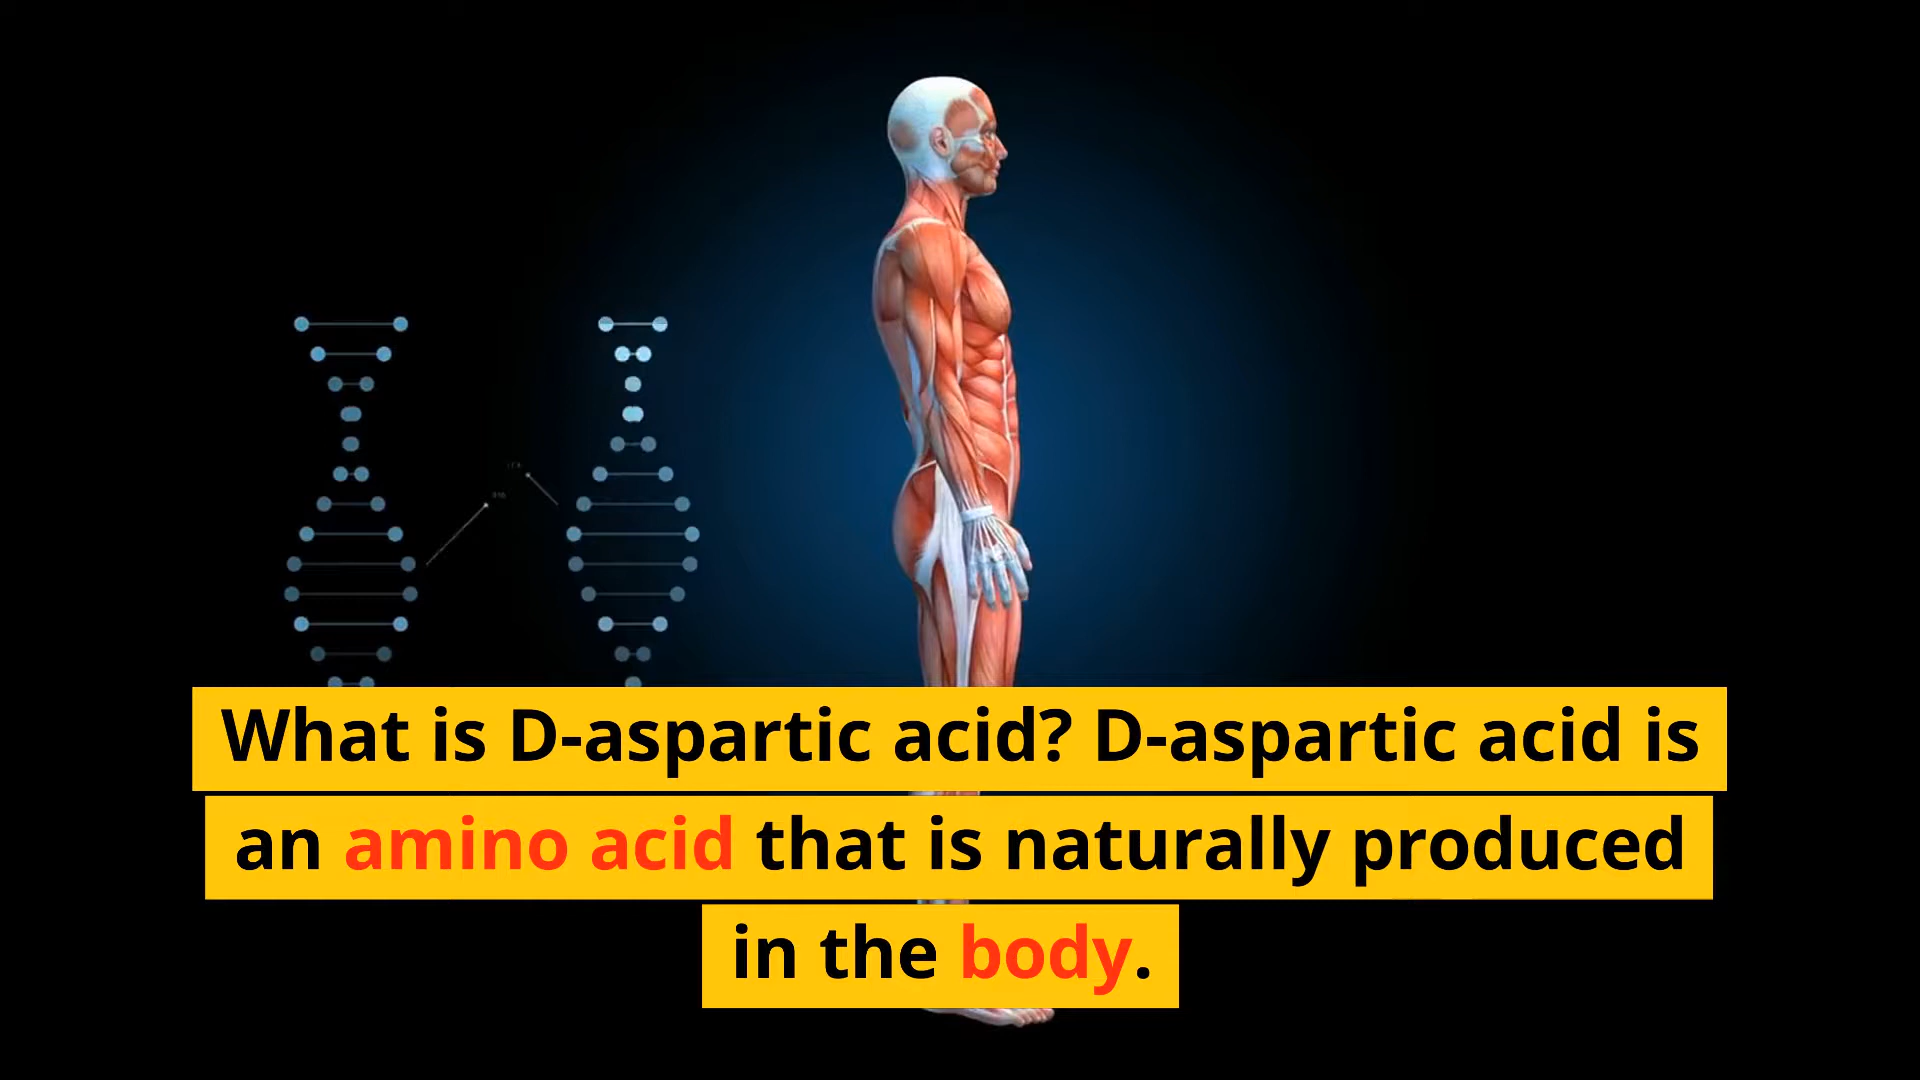 What is D-aspartic acid? D-aspartic acid is
an amino acid that is naturally produced
in the body.